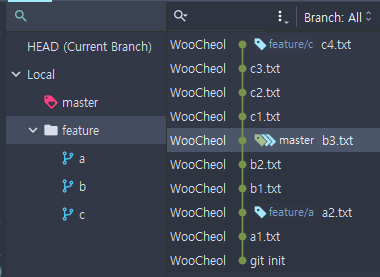 HEAD (Current Branch)
Local
master
feature
a
b
c
Branch: All
WooCheol feature/c c4.txt
WooCheol c3.txt
WooCheol c2.txt
WooCheol c1.txt
WooCheol master b3.txt
WooCheol b2.txt
WooCheol b1.txt
WooCheol feature/a a2.txt
WooCheol a1.txt
WooCheol git init